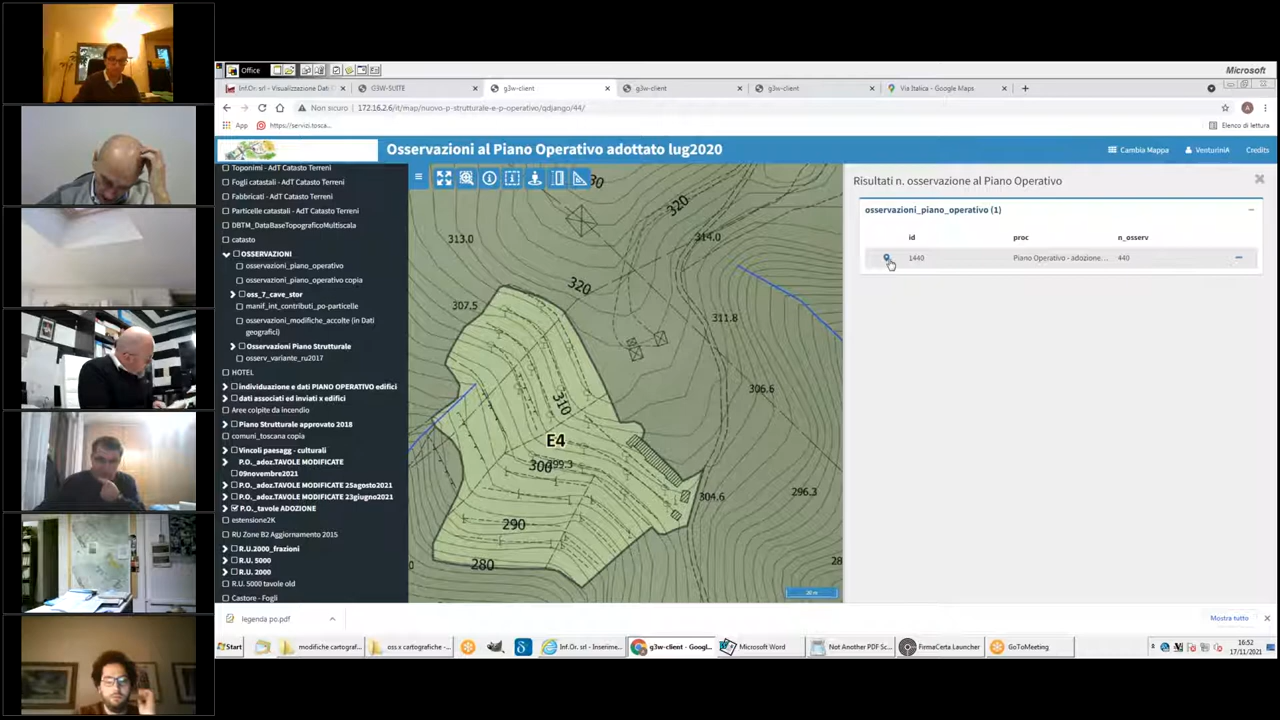 Office
Microsoft
Inf.Or. srl - Visualizzazione Dati
G3W-SUITE
g3w-client
g3w-client
g3w-client
Via Italica - Google Maps
Non sicuro
172.16.2.6/it/map/nuovo-p-strutturale-e-p-operativo/qdjango/44/
App
https://servizi.tosca...
Elenco di lettura
Osservazioni al Piano Operativo adottato lug2020
Cambia Mappa
VenturiniA
Credits
Toponimi - AdT Catasto Terreni
Fogli catastali - AdT Catasto Terreni
Fabbricati - AdT Catasto Terreni
Particelle catastali - AdT Catasto Terreni
DBTM_DataBaseTopograficoMultiscala
catasto
OSSERVAZIONI
osservazioni_piano_operativo
osservazioni_piano_operativo copia
oss_7_cave_stor
manif_int_contributi_po-particelle
osservazioni_modifiche_accolte (in Dati
geografici)
Osservazioni Piano Strutturale
osserv_variante_ru2017
HOTEL
individuazione e dati PIANO OPERATIVO edifici
dati associati ed inviati x edifici
Aree colpite da incendio
Piano Strutturale approvato 2018
comuni_toscana copia
Vincoli paesagg - culturali
P.O._adoz.TAVOLE MODIFICATE
09novembre2021
P.O._adoz.TAVOLE MODIFICATE 25agosto2021
P.O._adoz.TAVOLE MODIFICATE 23giugno2021
P.O._tavole ADOZIONE
estensione2K
RU Zone B2 Aggiornamento 2015
R.U.2000_frazioni
R.U. 5000
R.U. 2000
R.U. 5000 tavole old
Castore - Fogli
30
320
313.0
314.0
320
307.5
311.8
306.6
310
E4
300
304.6
296.3
290
280
28
20 m
Risultati n. osservazione al Piano Operativo
osservazioni_piano_operativo (1)
id
proc
n_osserv
1440
Piano Operativo - adozione...
440
legenda po.pdf
Mostra tutto
Start
modifiche cartograf...
oss x cartografiche -...
Inf.Or. srl - Inserime...
g3w-client - Googl...
Microsoft Word
Not Another PDF Sc...
FirmaCerta Launcher
GoToMeeting
16:52
17/11/2021